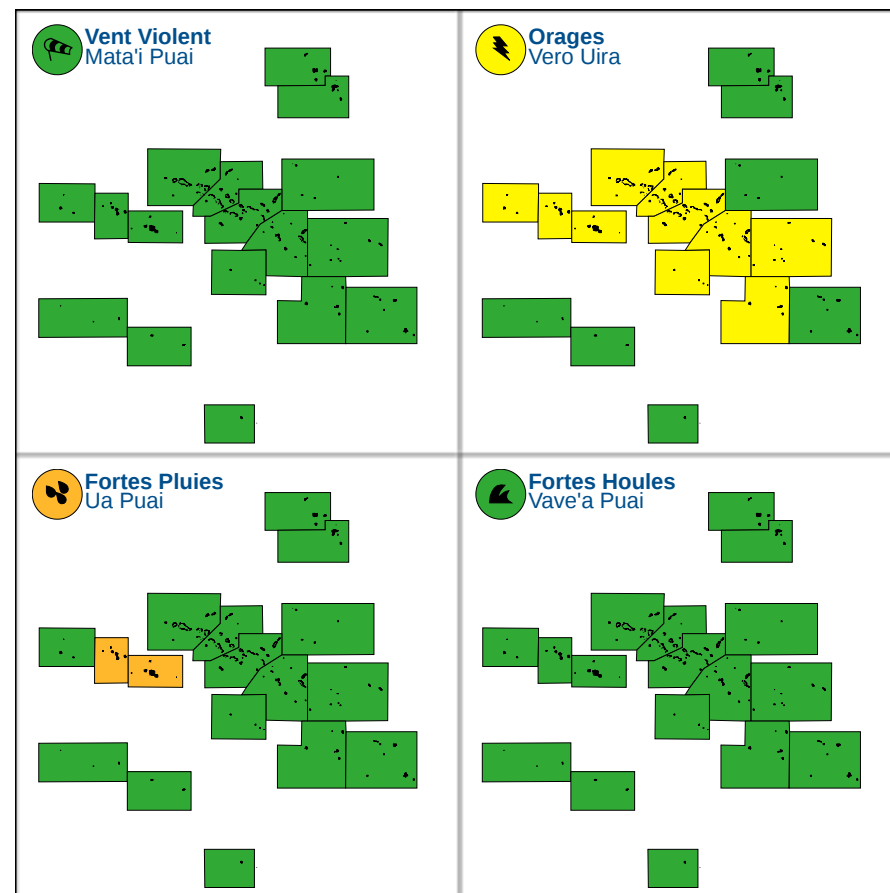 Vent Violent
Mata'i Puai
Orages
Vero Uira
Fortes Pluies
Ua Puai
Fortes Houles
Vave'a Puai